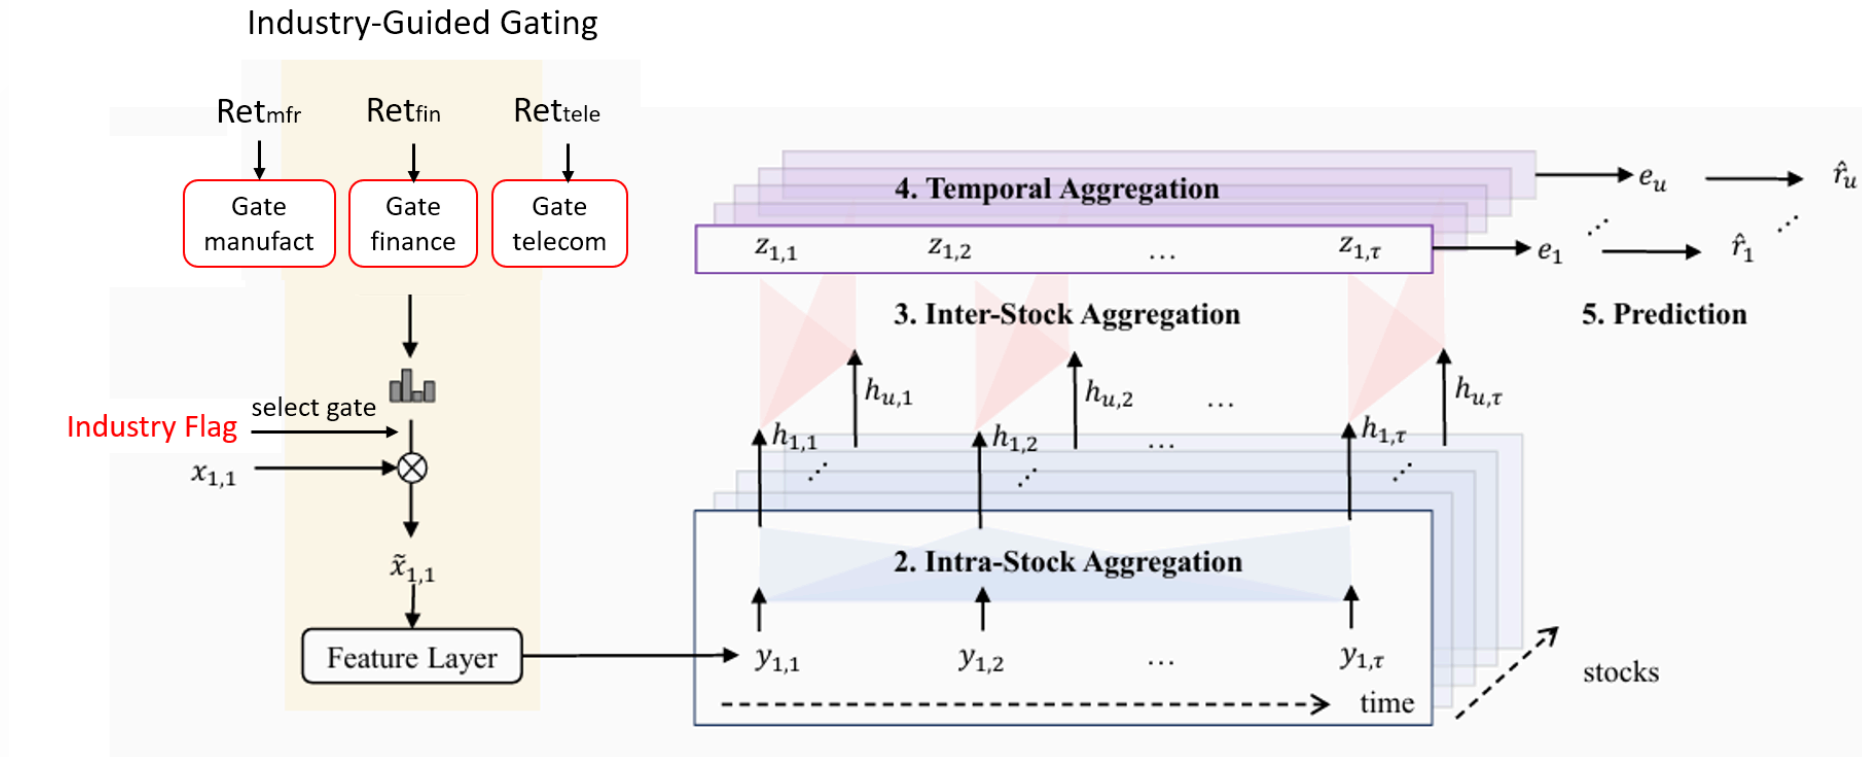 Industry-Guided Gating
Retmfr Retfin Rettele
Gate manufact
Gate finance
Gate telecom
select gate
Industry Flag
x1,1
x̃1,1
Feature Layer
4. Temporal Aggregation
z1,1 z1,2 ... z1,τ
eu r̂u
e1 r̂1
3. Inter-Stock Aggregation
5. Prediction
hu,1 hu,2 ... hu,τ
h1,1 h1,2 ... h1,τ
2. Intra-Stock Aggregation
y1,1 y1,2 ... y1,τ
time
stocks